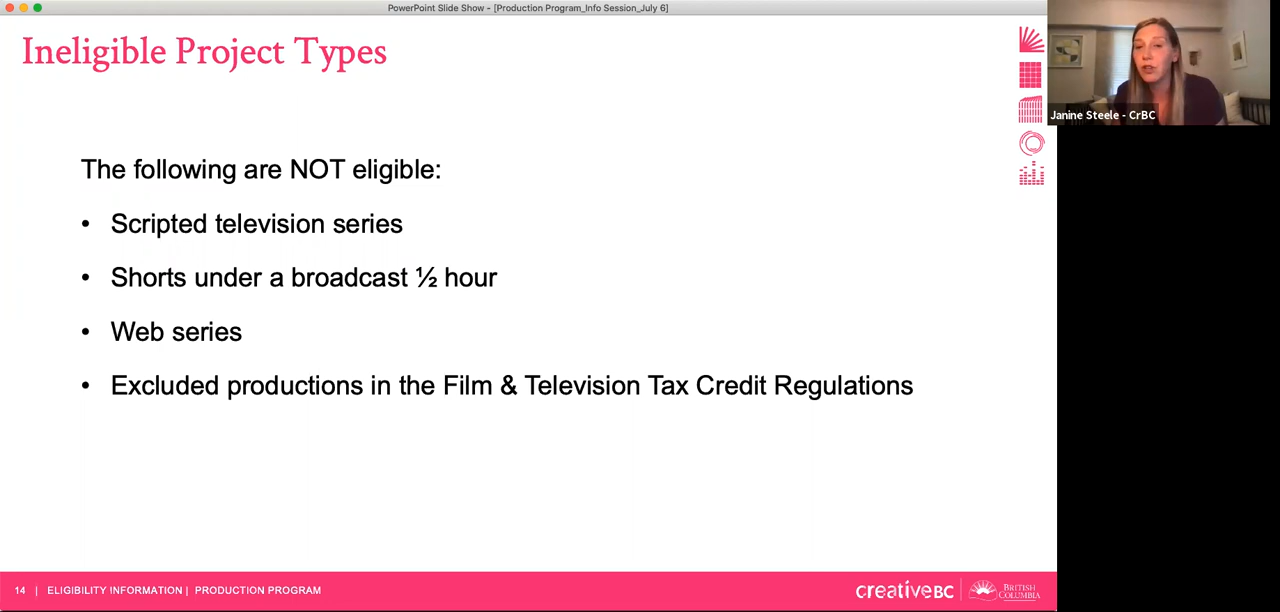 PowerPoint Slide Show - [Production Program_Info Session_July 6]
Ineligible Project Types
Janine Steele - CrBC
The following are NOT eligible:
• Scripted television series
• Shorts under a broadcast ½ hour
• Web series
• Excluded productions in the Film & Television Tax Credit Regulations
14 | ELIGIBILITY INFORMATION | PRODUCTION PROGRAM
creativeBC
BRITISH
COLUMBIA